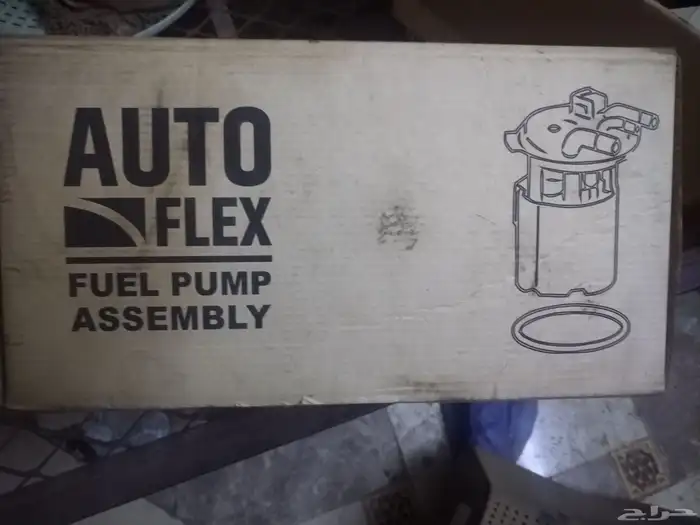 AUTO
FLEX
FUEL PUMP
ASSEMBLY
حراج